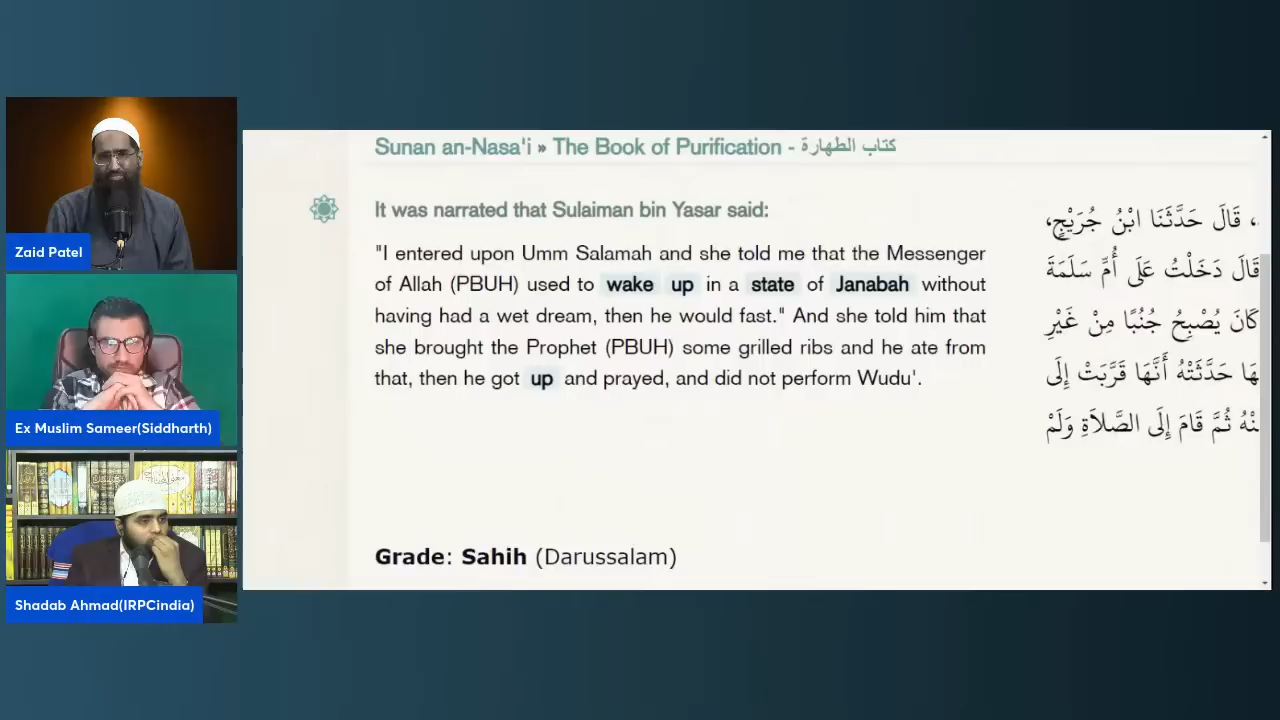 Zaid Patel
Ex Muslim Sameer(Siddharth)
Shadab Ahmad(IRPCindia)
Sunan an-Nasa'i » The Book of Purification - كتاب الطهارة
It was narrated that Sulaiman bin Yasar said:
"I entered upon Umm Salamah and she told me that the Messenger
of Allah (PBUH) used to wake up in a state of Janabah without
having had a wet dream, then he would fast." And she told him that
she brought the Prophet (PBUH) some grilled ribs and he ate from
that, then he got up and prayed, and did not perform Wudu'.
Grade: Sahih (Darussalam)
، قَالَ حَدَّثَنَا ابْنُ جُرَيْجٍ،
قَالَ دَخَلْتُ عَلَى أُمِّ سَلَمَةَ
كَانَ يُصْبِحُ جُنُبًا مِنْ غَيْرِ
هَا حَدَّثَتْهُ أَنَّهَا قَرَّبَتْ إِلَى
نْهُ ثُمَّ قَامَ إِلَى الصَّلاَةِ وَلَمْ